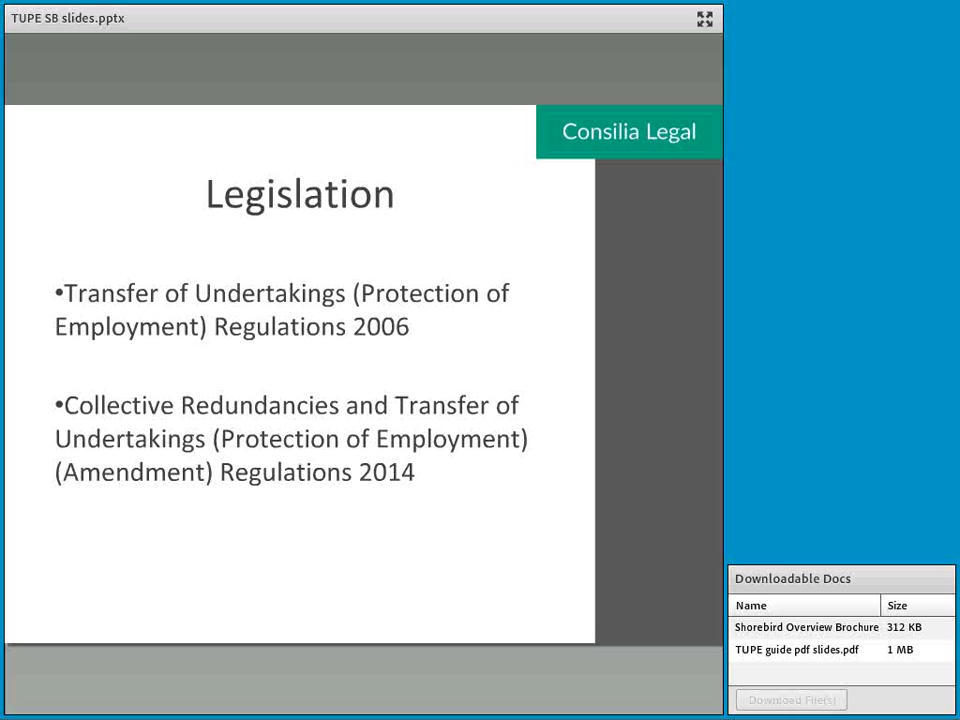 TUPE SB slides.pptx
Consilia Legal
Legislation
•Transfer of Undertakings (Protection of
Employment) Regulations 2006
•Collective Redundancies and Transfer of
Undertakings (Protection of Employment)
(Amendment) Regulations 2014
Downloadable Docs
Name Size
Shorebird Overview Brochure 312 KB
TUPE guide pdf slides.pdf 1 MB
Download File(s)